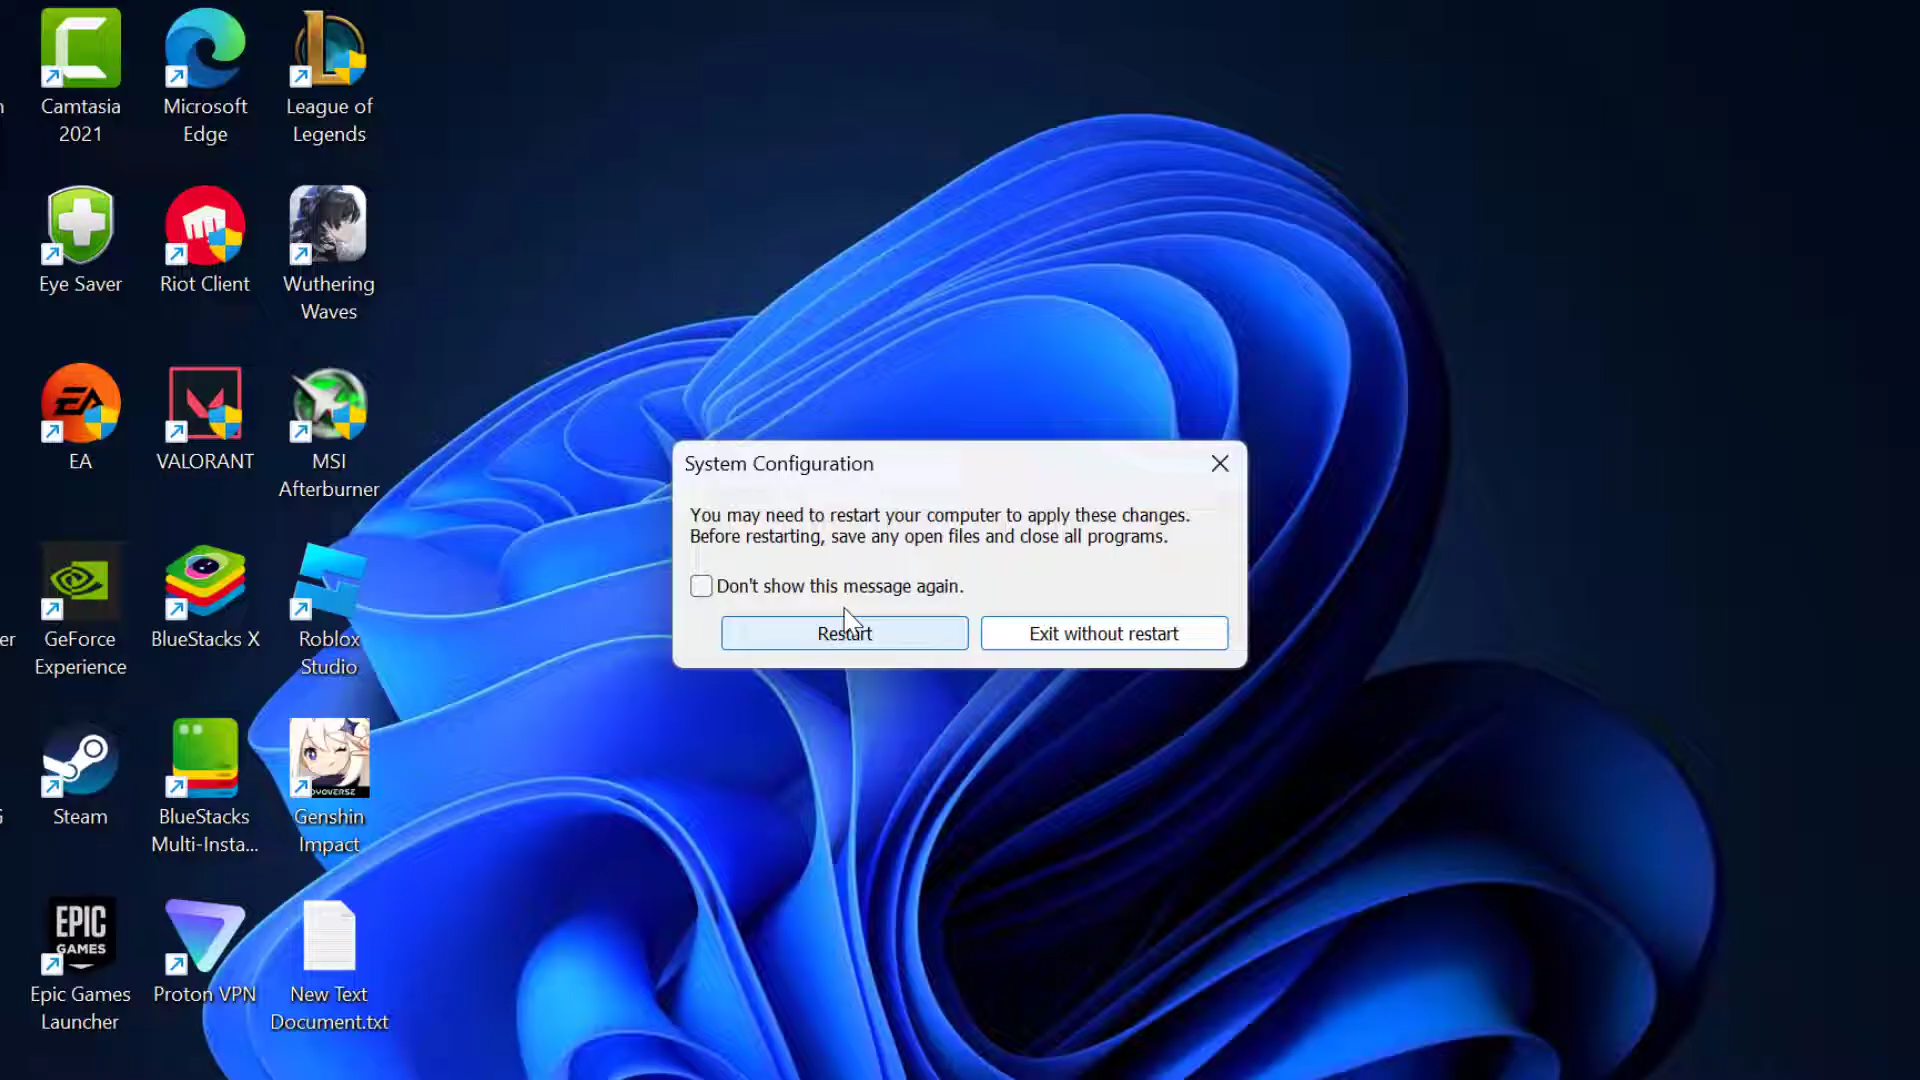 Camtasia
2021
Microsoft
Edge
League of
Legends
Eye Saver
Riot Client
Wuthering
Waves
EA
EA
VALORANT
MSI
Afterburner
er
GeForce
Experience
BlueStacks X
Roblox
Studio
Steam
BlueStacks
Multi-Insta...
Genshin
Impact
EPIC
GAMES
Epic Games
Launcher
Proton VPN
New Text
Document.txt
System Configuration
You may need to restart your computer to apply these changes.
Before restarting, save any open files and close all programs.
Don't show this message again.
Restart
Exit without restart